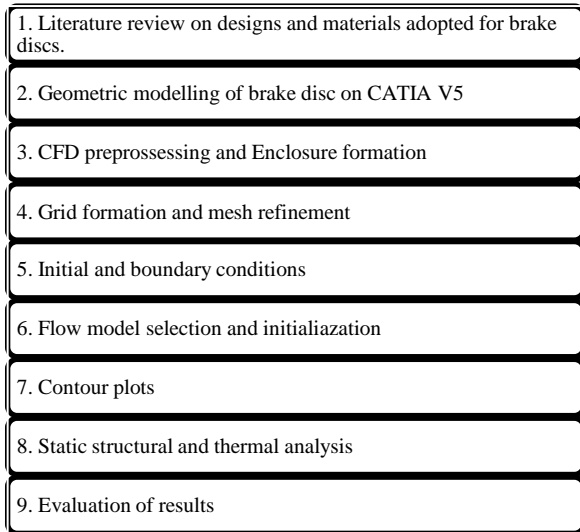 1. Literature review on designs and materials adopted for brake
discs.
2. Geometric modelling of brake disc on CATIA V5
3. CFD preprossessing and Enclosure formation
4. Grid formation and mesh refinement
5. Initial and boundary conditions
6. Flow model selection and initialiazation
7. Contour plots
8. Static structural and thermal analysis
9. Evaluation of results